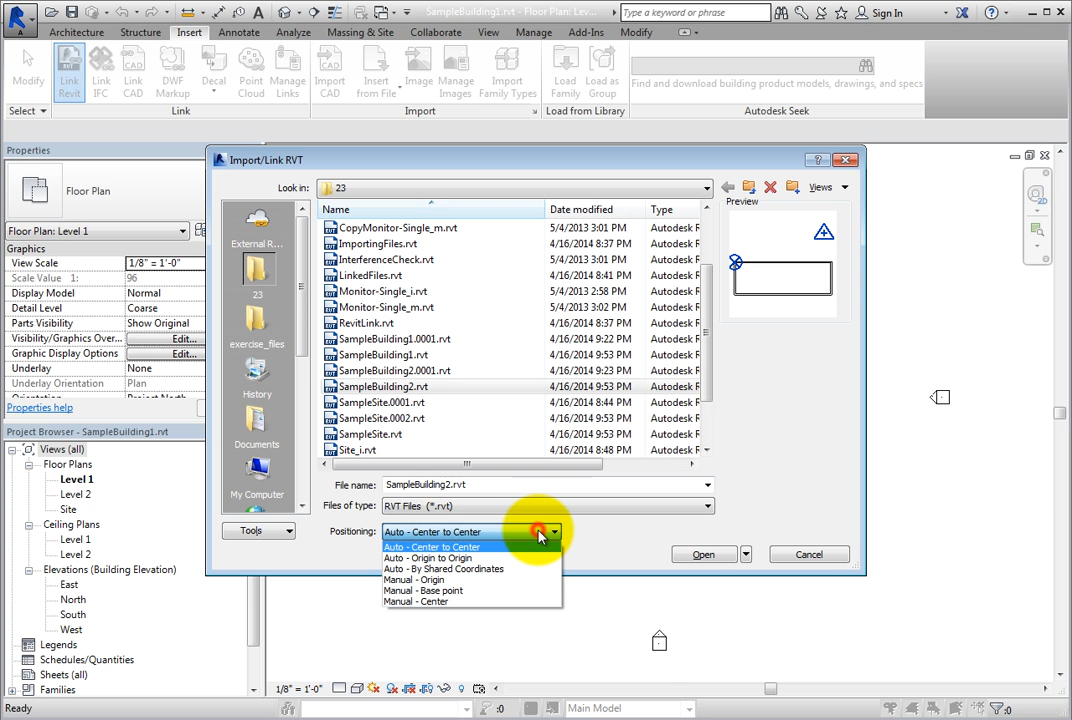 SampleBuilding1.rvt Floor Plan: Lev...
Type a keyword or phrase
Sign In
Architecture Structure Insert Annotate Analyze Massing & Site Collaborate View Manage Add-Ins Modify
Modify
Link Revit
Link IFC
Link CAD
DWF Markup
Decal
Point Cloud
Manage Links
Import CAD
Insert from File
Image
Manage Images
Import Family Types
Load Family
Load as Group
Find and download building product models, drawings, and specs
Select Link Import Load from Library Autodesk Seek
Properties
Floor Plan
Floor Plan: Level 1
Graphics
View Scale 1/8" = 1'-0"
Scale Value 1: 96
Display Model Normal
Detail Level Coarse
Parts Visibility Show Original
Visibility/Graphics Over... Edit...
Graphic Display Options Edit...
Underlay None
Underlay Orientation Plan
Orientation Project North
Properties help
Project Browser - SampleBuilding1.rvt
Views (all)
Floor Plans
Level 1
Level 2
Site
Ceiling Plans
Level 1
Level 2
Elevations (Building Elevation)
East
North
South
West
Legends
Schedules/Quantities
Sheets (all)
Families
Import/Link RVT
Look in: 23
Views
External R...
23
exercise_files
History
Documents
My Computer
Name Date modified Type
CopyMonitor-Single_m.rvt 5/4/2013 3:01 PM Autodesk R
ImportingFiles.rvt 4/16/2014 8:37 PM Autodesk R
InterferenceCheck.rvt 5/4/2013 3:01 PM Autodesk R
LinkedFiles.rvt 4/16/2014 8:41 PM Autodesk R
Monitor-Single_i.rvt 5/4/2013 2:58 PM Autodesk R
Monitor-Single_m.rvt 5/4/2013 3:02 PM Autodesk R
RevitLink.rvt 4/16/2014 8:37 PM Autodesk R
SampleBuilding1.0001.rvt 4/16/2014 9:22 PM Autodesk R
SampleBuilding1.rvt 4/16/2014 9:53 PM Autodesk R
SampleBuilding2.0001.rvt 4/16/2014 9:23 PM Autodesk R
SampleBuilding2.rvt 4/16/2014 9:53 PM Autodesk R
SampleSite.0001.rvt 4/16/2014 8:44 PM Autodesk R
SampleSite.0002.rvt 4/16/2014 9:53 PM Autodesk R
SampleSite.rvt 4/16/2014 9:53 PM Autodesk R
Site_i.rvt 4/16/2014 8:48 PM Autodesk R
Preview
File name: SampleBuilding2.rvt
Files of type: RVT Files (*.rvt)
Tools Positioning: Auto - Center to Center
Auto - Center to Center
Auto - Origin to Origin
Auto - By Shared Coordinates
Manual - Origin
Manual - Base point
Manual - Center
Open Cancel
1/8" = 1'-0"
Ready :0 Main Model :0